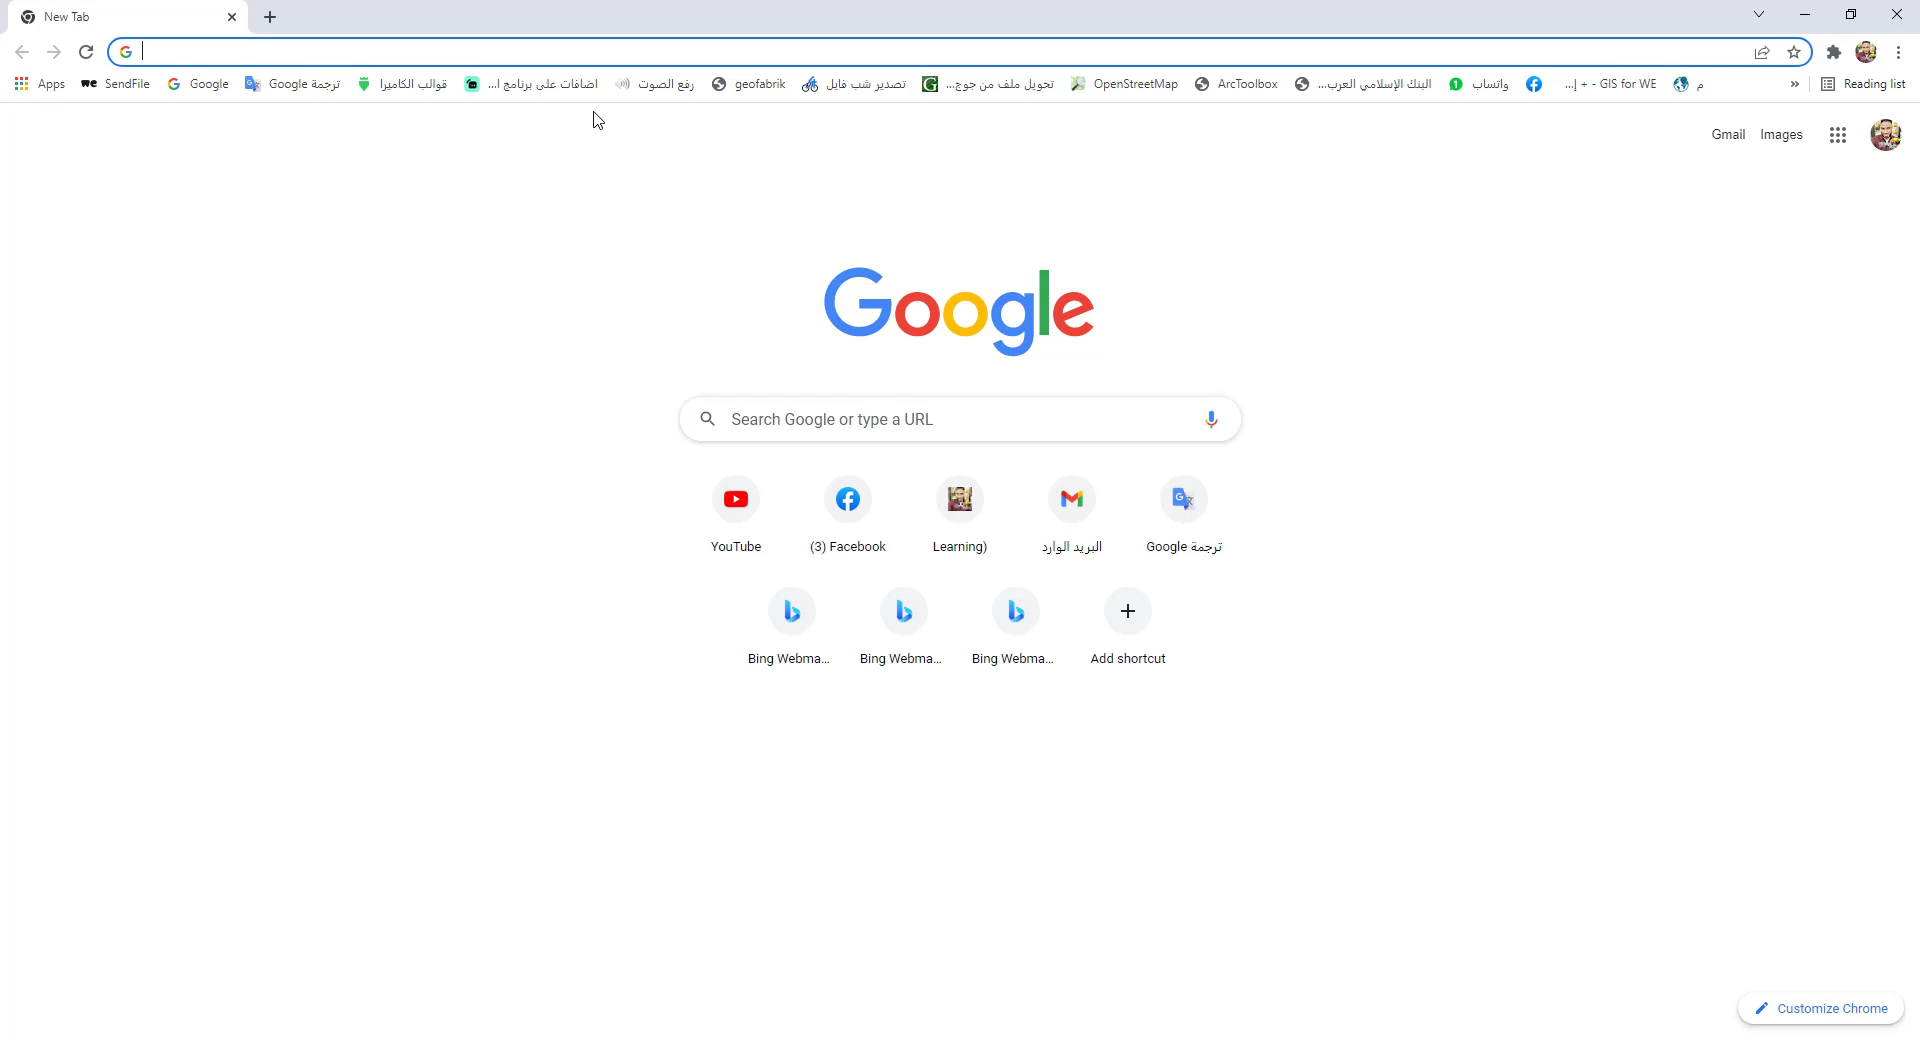 New Tab
Apps SendFile Google ترجمة Google قوالب الكاميرا اضافات على برنامج ا... رفع الصوت geofabrik تصدير شب فايل تحويل ملف من جوج... OpenStreetMap ArcToolbox البنك الإسلامي العرب... واتساب 1 إ... + - GIS for WE م » Reading list
Gmail Images
Google
Search Google or type a URL
YouTube (3) Facebook Learning) البريد الوارد ترجمة Google
Bing Webma... Bing Webma... Bing Webma... Add shortcut
Customize Chrome